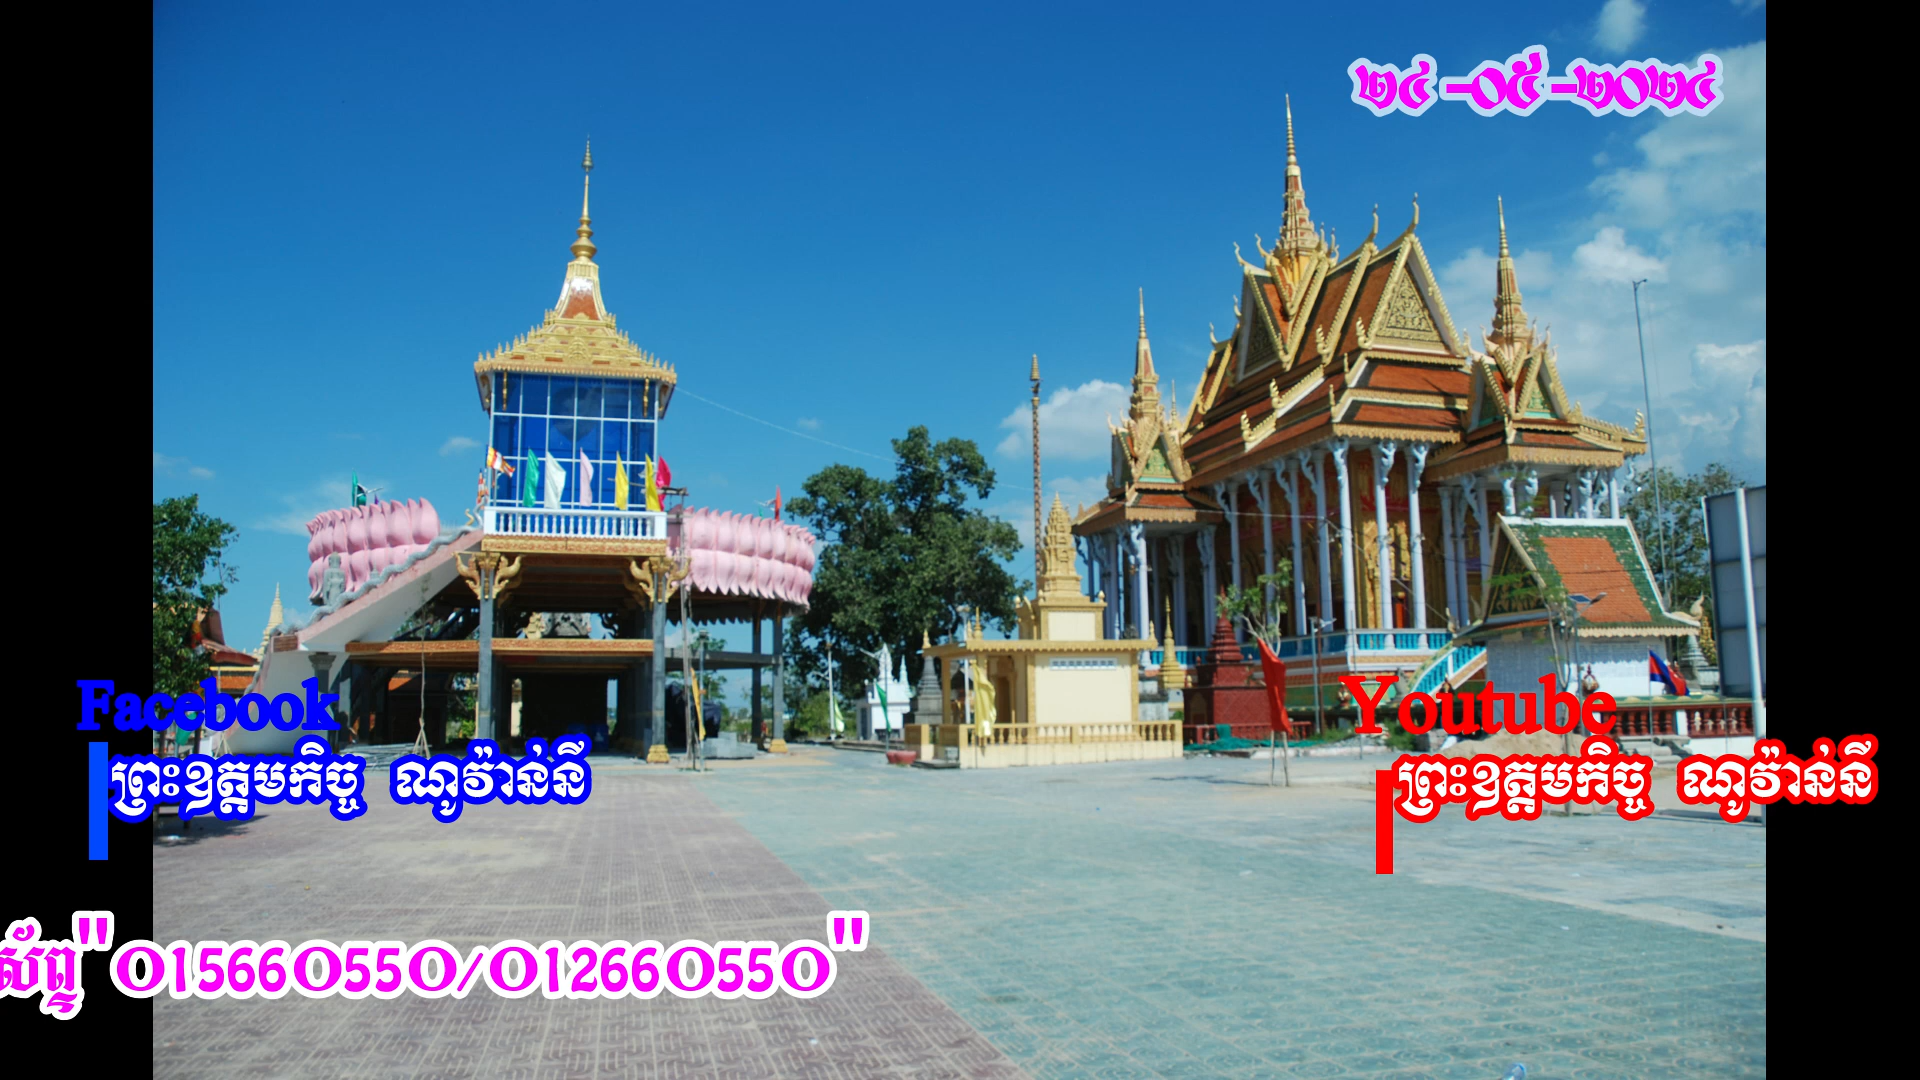 ២៤-០៥-២០២៤
Facebook
ព្រះឧត្តមកិច្ច ណូវ៉ាន់នី
Youtube
ព្រះឧត្តមកិច្ច ណូវ៉ាន់នី
ស័ព្ទ"015660550/012660550"